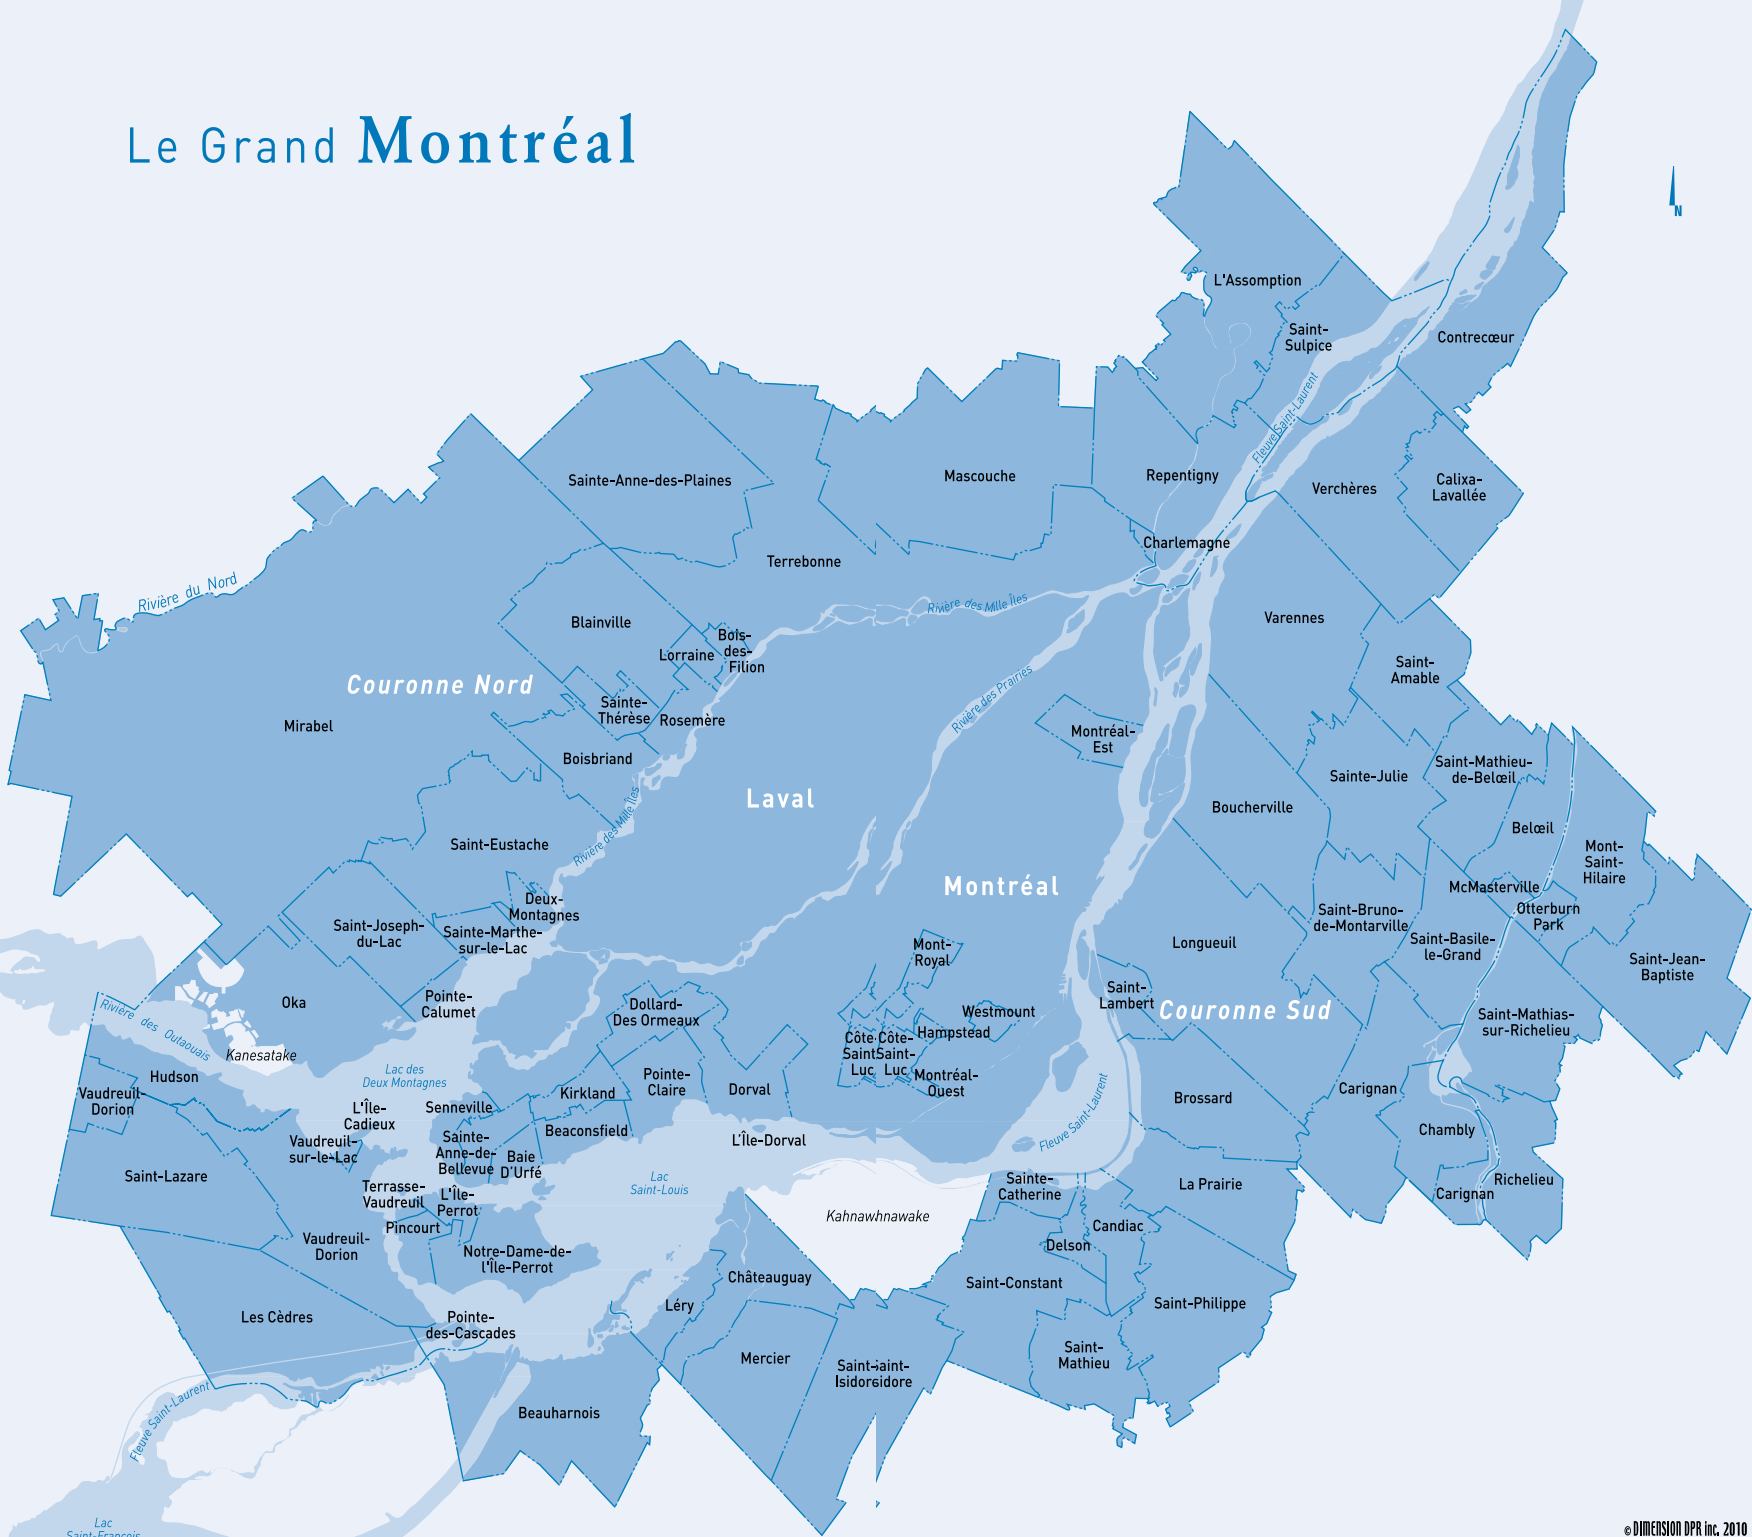 Le Grand Montréal
N
L'Assomption
Saint-
Sulpice
Contrecœur
Fleuve Saint-Laurent
Sainte-Anne-des-Plaines
Mascouche
Repentigny
Verchères
Calixa-
Lavallée
Charlemagne
Terrebonne
Rivière du Nord
Rivière des Mille Îles
Blainville
Varennes
Bois-
des-
Filion
Lorraine
Saint-
Amable
Couronne Nord
Rivière des Prairies
Sainte-
Thérèse
Rosemère
Mirabel
Montréal-
Est
Boisbriand
Sainte-Julie
Saint-Mathieu-
de-Belœil
Laval
Boucherville
Rivière des Mille Îles
Belœil
Saint-Eustache
Mont-
Saint-
Hilaire
Montréal
McMasterville
Deux-
Montagnes
Otterburn
Park
Saint-Joseph-
du-Lac
Sainte-Marthe-
sur-le-Lac
Saint-Bruno-
de-Montarville
Mont-
Royal
Longueuil
Saint-Basile-
le-Grand
Saint-Jean-
Baptiste
Oka
Pointe-
Calumet
Dollard-
Des Ormeaux
Westmount
Saint-
Lambert
Couronne Sud
Saint-Mathias-
sur-Richelieu
Rivière des Outaouais
Hampstead
Côte
Saint
Luc
Côte-
Saint-
Luc
Kanesatake
Lac des
Deux Montagnes
Hudson
Pointe-
Claire
Montréal-
Ouest
Vaudreuil-
Dorion
Kirkland
Dorval
Carignan
Brossard
L'Île-
Cadieux
Senneville
Fleuve Saint-Laurent
Beaconsfield
L'Île-Dorval
Chambly
Vaudreuil-
sur-le-Lac
Sainte-
Anne-de-
Bellevue
Baie
D'Urfé
Saint-Lazare
Lac
Saint-Louis
Sainte-
Catherine
La Prairie
Richelieu
Carignan
Terrasse-
Vaudreuil
L'Île-
Perrot
Kahnawhnawake
Pincourt
Candiac
Vaudreuil-
Dorion
Delson
Notre-Dame-de-
l'Île-Perrot
Châteauguay
Saint-Constant
Léry
Saint-Philippe
Les Cèdres
Pointe-
des-Cascades
Mercier
Saint-
Mathieu
Saint-iaint-
Isidorsidore
Fleuve Saint-Laurent
Beauharnois
Lac
Saint-François
© DIMENSION DPR inc. 2010